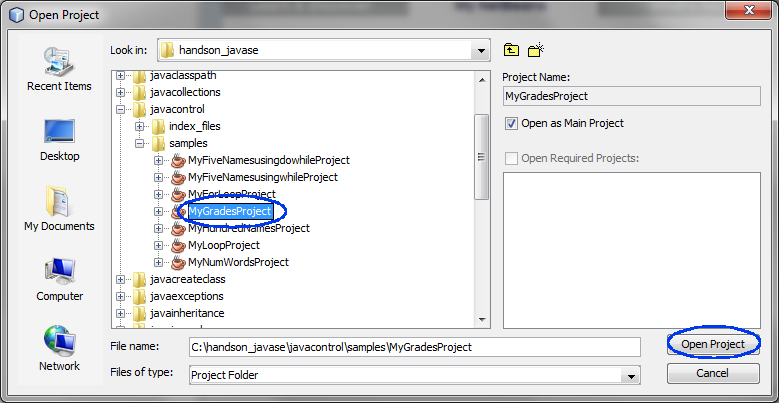 Open Project
Look in:
handson_javase
Recent Items
Desktop
My Documents
Computer
Network
javaclasspath
javacollections
javacontrol
index_files
samples
MyFiveNamesusingdowhileProject
MyFiveNamesusingwhileProject
MyForLoopProject
MyGradesProject
MyHundredNamesProject
MyLoopProject
MyNumWordsProject
javacreateclass
javaexceptions
javainheritance
Project Name:
MyGradesProject
Open as Main Project
Open Required Projects:
File name:
C:\handson_javase\javacontrol\samples\MyGradesProject
Open Project
Files of type:
Project Folder
Cancel